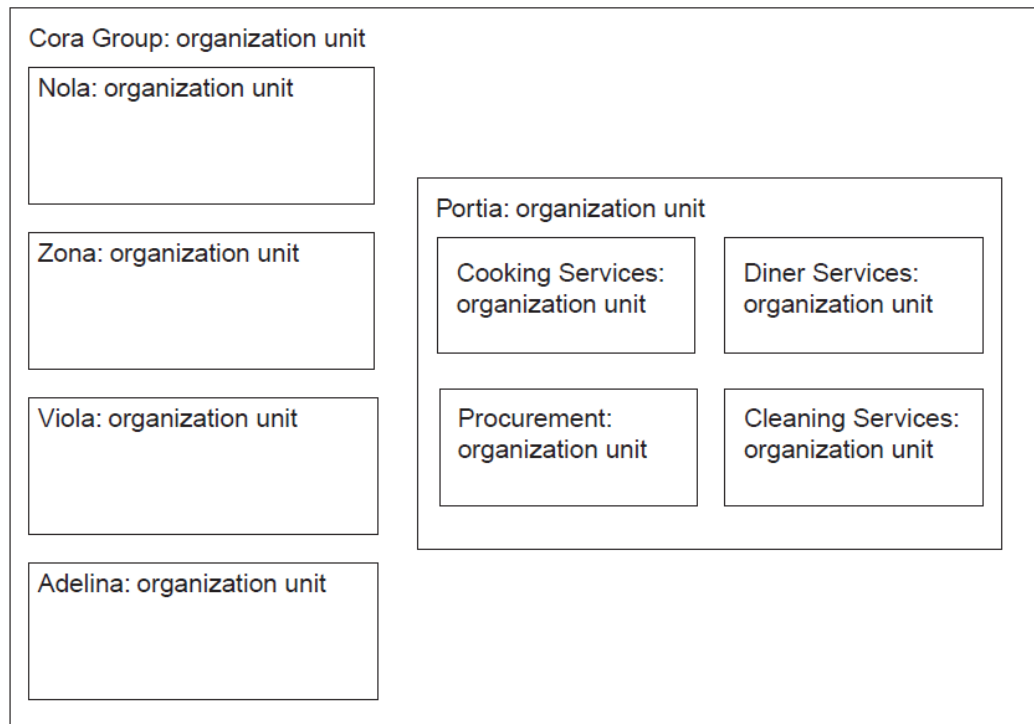 Cora Group: organization unit
Nola: organization unit
Zona: organization unit
Viola: organization unit
Adelina: organization unit
Portia: organization unit
Cooking Services:
organization unit
Diner Services:
organization unit
Procurement:
organization unit
Cleaning Services:
organization unit